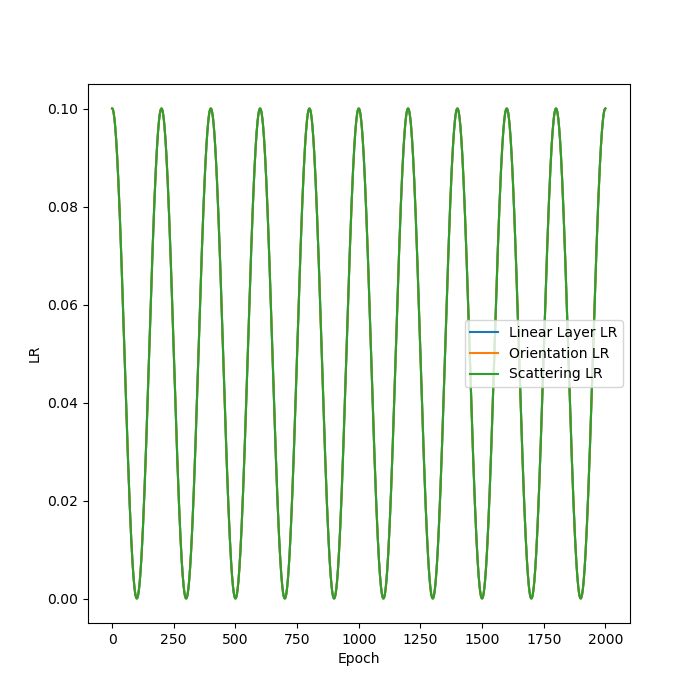 0.10
0.08
0.06
0.04
0.02
0.00
LR
Linear Layer LR
Orientation LR
Scattering LR
0 250 500 750 1000 1250 1500 1750 2000
Epoch